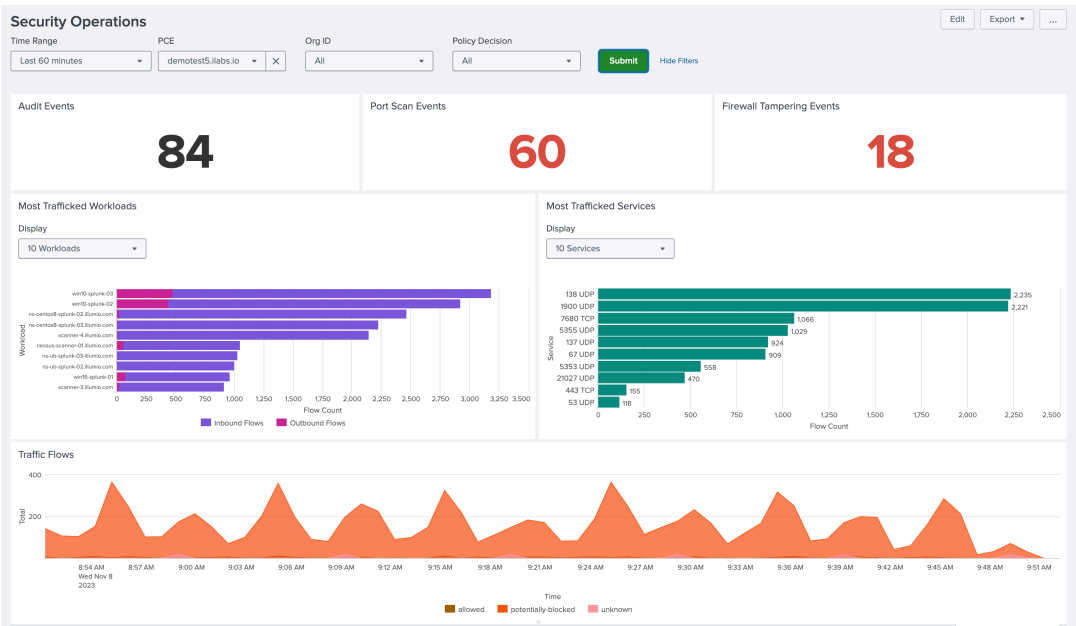 Security Operations
Edit Export ...
Time Range PCE Org ID Policy Decision
Last 60 minutes demotest5.ilabs.io All All Submit Hide Filters
Audit Events Port Scan Events Firewall Tampering Events
84 60 18
Most Trafficked Workloads
Display
10 Workloads
win10-splunk-03
win10-splunk-02
ns-centos8-splunk-02.illumio.com
ns-centos8-splunk-03.illumio.com
scanner-4.illumio.com
nessus-scanner-01.illumio.com
ns-ub-splunk-03.illumio.com
ns-ub-splunk-02.illumio.com
win16-splunk-01
scanner-3.illumio.com
Workload
0 250 500 750 1,000 1,250 1,500 1,750 2,000 2,250 2,500 2,750 3,000 3,250 3,500
Flow Count
Inbound Flows Outbound Flows
Most Trafficked Services
Display
10 Services
138 UDP 2,235
1900 UDP 2,221
7680 TCP 1,066
5355 UDP 1,029
137 UDP 924
67 UDP 909
5353 UDP 558
21027 UDP 470
443 TCP 155
53 UDP 118
Service
0 250 500 750 1,000 1,250 1,500 1,750 2,000 2,250 2,500
Flow Count
Traffic Flows
400
200
Total
8:54 AM 8:57 AM 9:00 AM 9:03 AM 9:06 AM 9:09 AM 9:12 AM 9:15 AM 9:18 AM 9:21 AM 9:24 AM 9:27 AM 9:30 AM 9:33 AM 9:36 AM 9:39 AM 9:42 AM 9:45 AM 9:48 AM 9:51 AM
Wed Nov 8
2023
Time
allowed potentially-blocked unknown